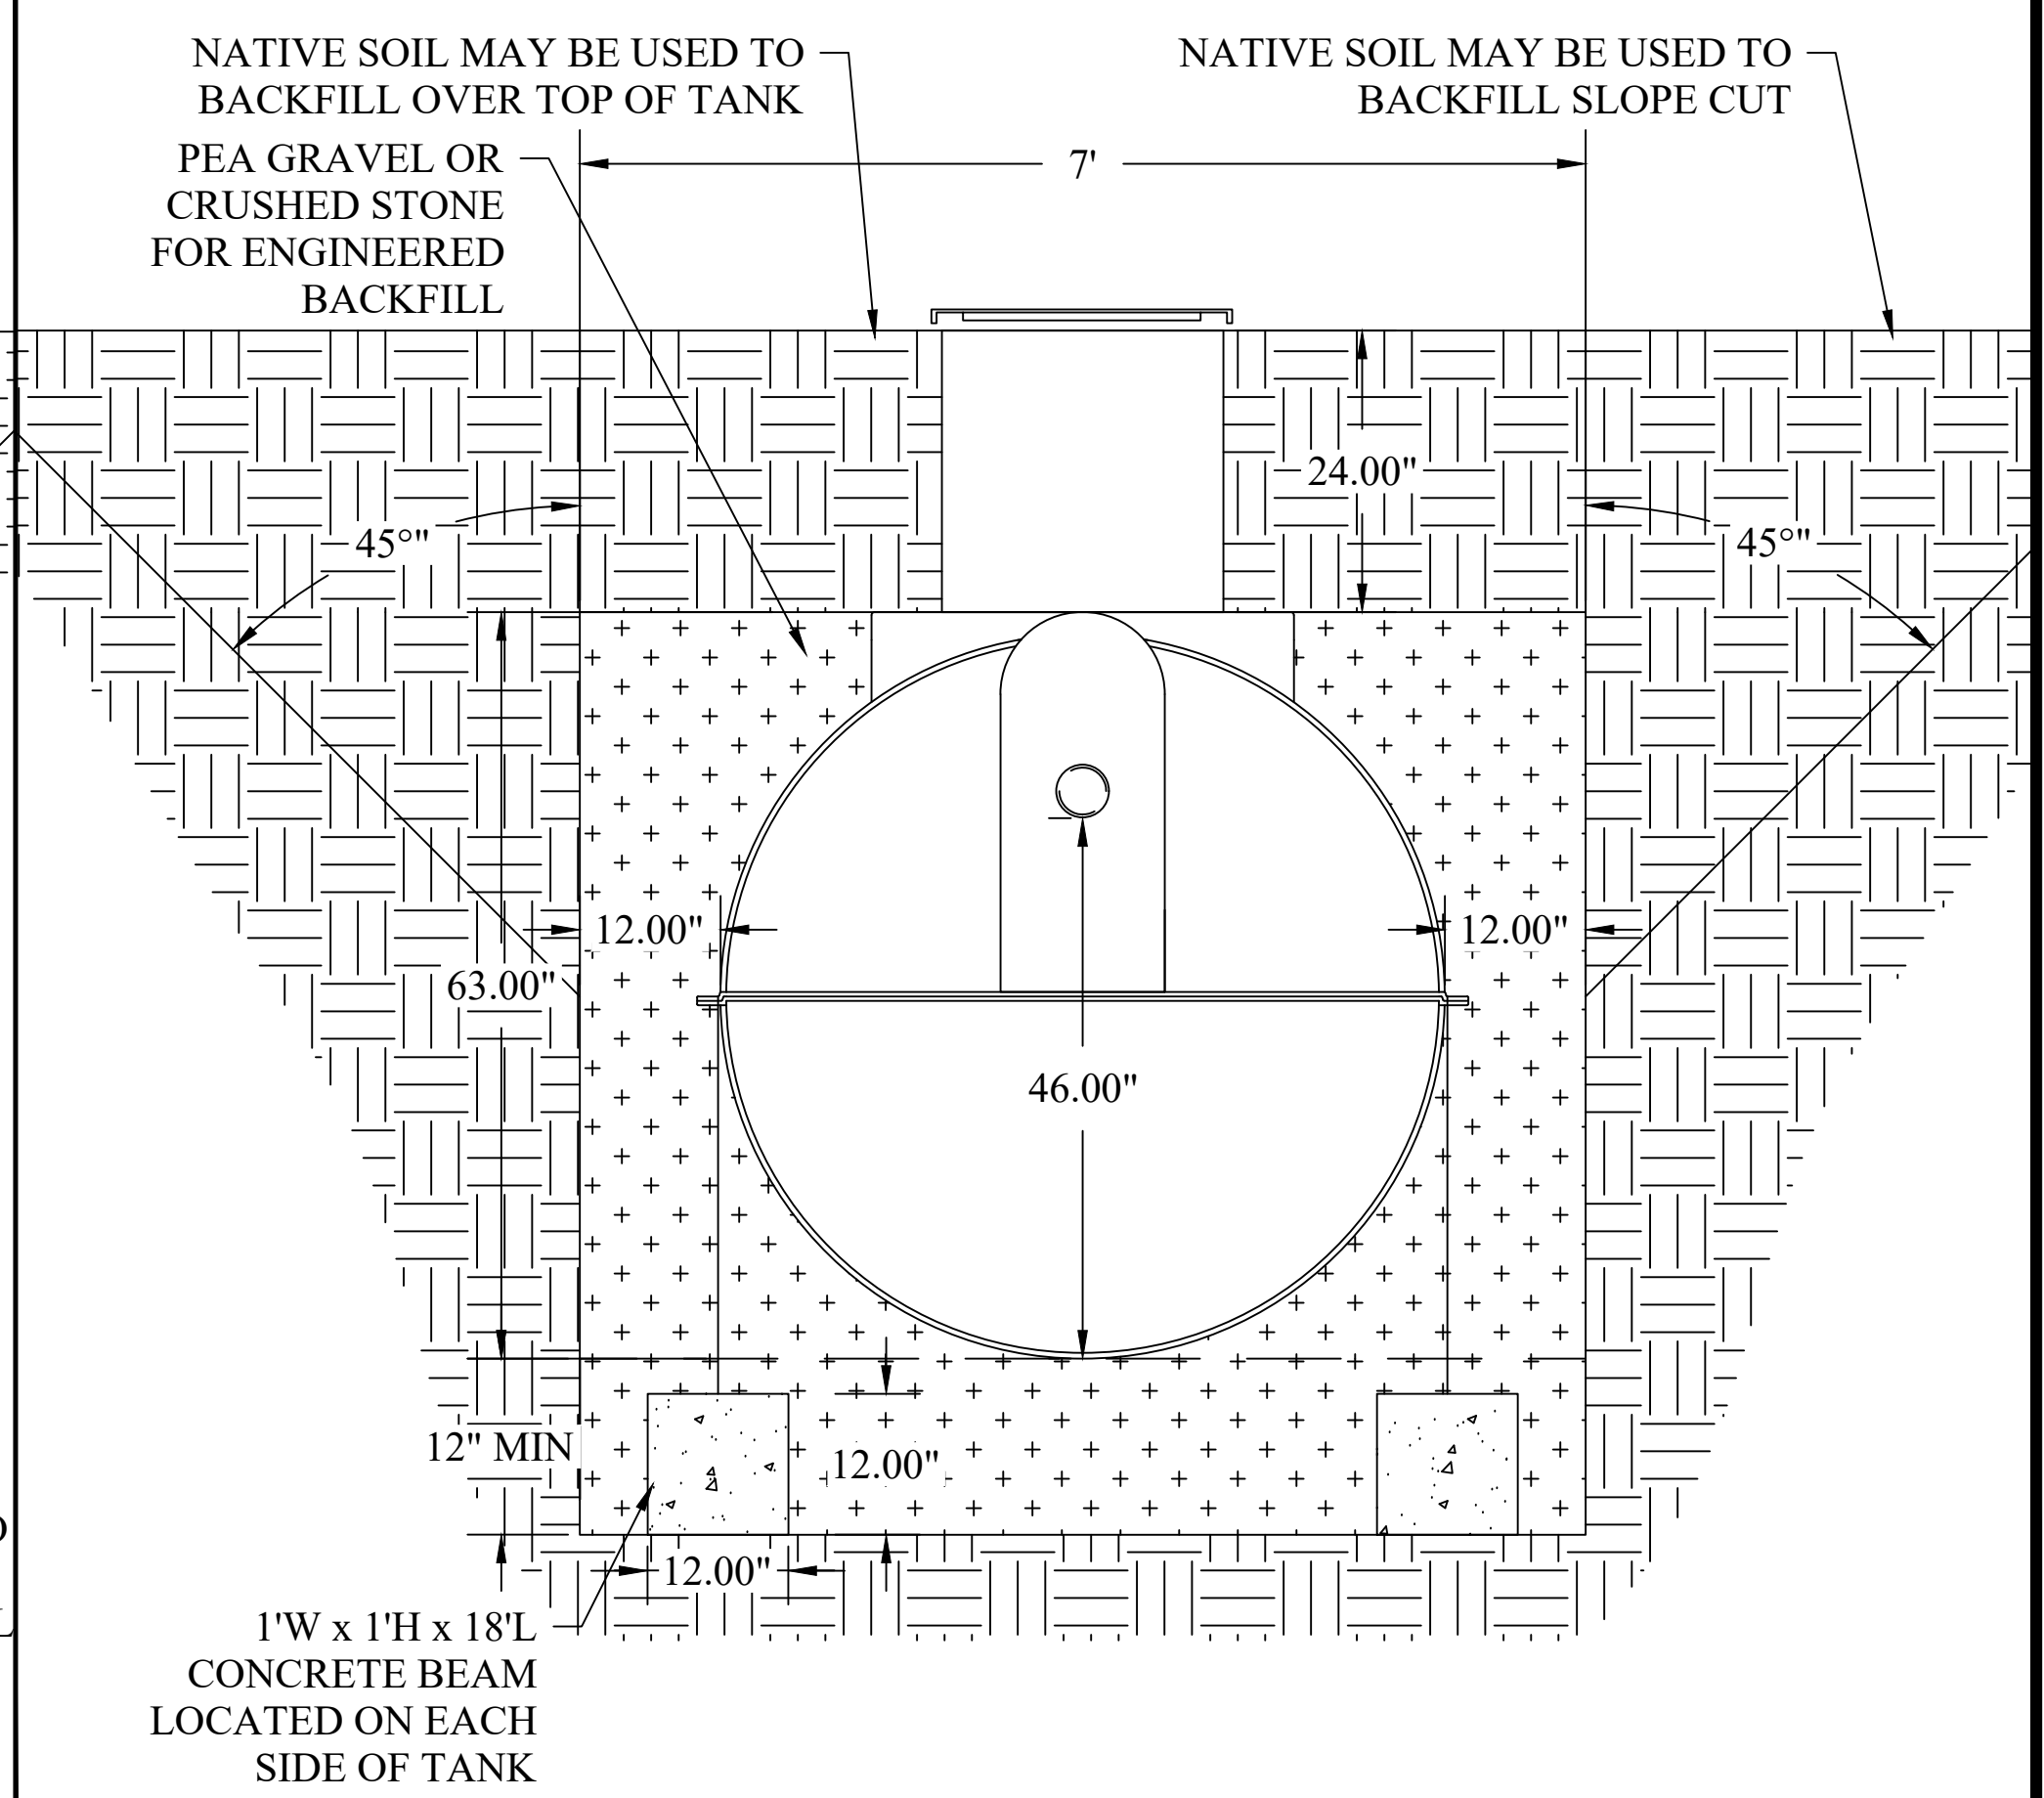 NATIVE SOIL MAY BE USED TO
BACKFILL OVER TOP OF TANK
NATIVE SOIL MAY BE USED TO
BACKFILL SLOPE CUT
PEA GRAVEL OR
CRUSHED STONE
FOR ENGINEERED
BACKFILL
7'
24.00"
45°"
45°"
12.00"
12.00"
63.00"
46.00"
12" MIN
12.00"
12.00"
1'W x 1'H x 18'L
CONCRETE BEAM
LOCATED ON EACH
SIDE OF TANK